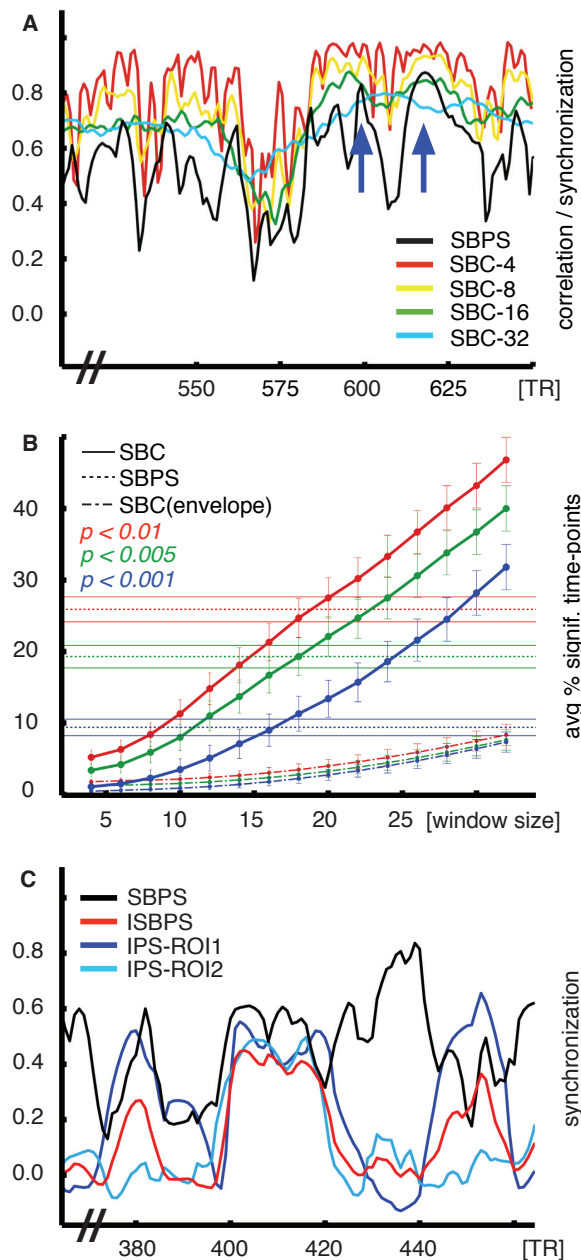 A
0.8
0.6
0.4
0.2
0.0
SBPS
SBC-4
SBC-8
SBC-16
SBC-32
550 575 600 625 [TR]
correlation / synchronization
B
SBC
SBPS
SBC(envelope)
p < 0.01
p < 0.005
p < 0.001
40
30
20
10
0
5 10 15 20 25 [window size]
avg % signif. time-points
C
SBPS
ISBPS
IPS-ROI1
IPS-ROI2
0.8
0.6
0.4
0.2
0.0
380 400 420 440 [TR]
synchronization